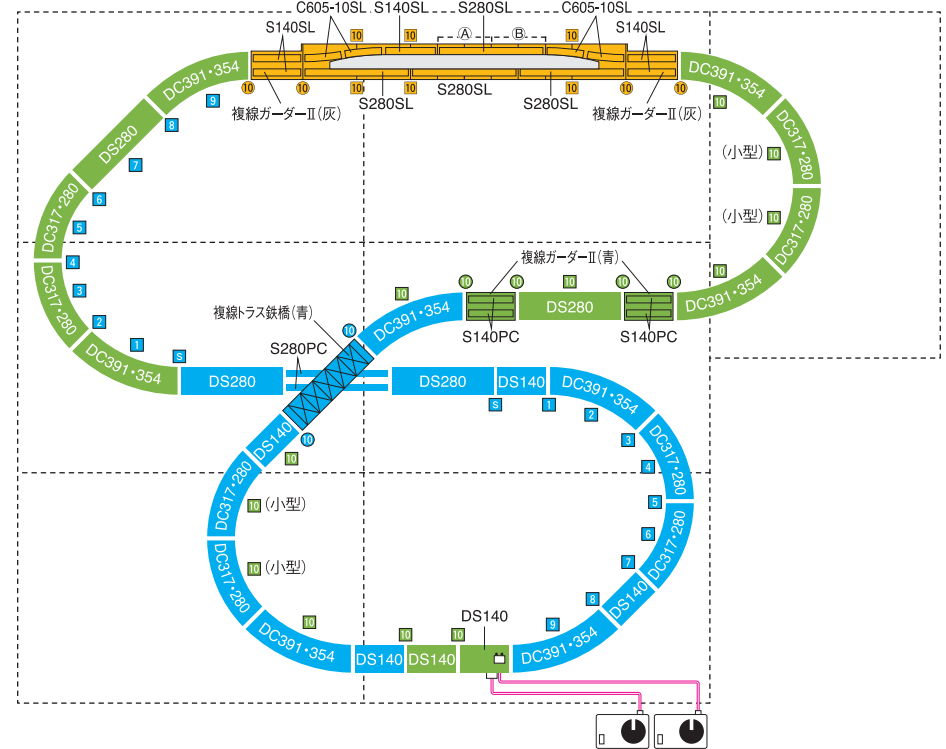 C605-10SL S140SL S280SL C605-10SL
S140SL 10 Ⓐ Ⓑ 10 S140SL
DC391・354 DC391・354
S280SL S280SL S280SL
10 10 10 10 10 10 10 10
複線ガーダーⅡ(灰) 複線ガーダーⅡ(灰)
9 10
8
DS280 DC317・280
7 (小型) 10
6
DC317・280
5 (小型) 10
DC317・280
4 複線ガーダーⅡ(青) 10
10 10 10 10 10
3 10
DC317・280 DC391・354
DS280
複線トラス鉄橋(青) DC391・354
2 10
S140PC S140PC
1 S280PC
S
DC391・354
DS280 DS280 DS140 DC391・354
S 1
2
DS140 10 3
10 4
DC317・280 DC317・280
10 (小型) 5
6
DC317・280 DC317・280
10 (小型) 7
DS140
8
10 DS140 9
10 10
DC391・354 DC391・354
DS140 DS140